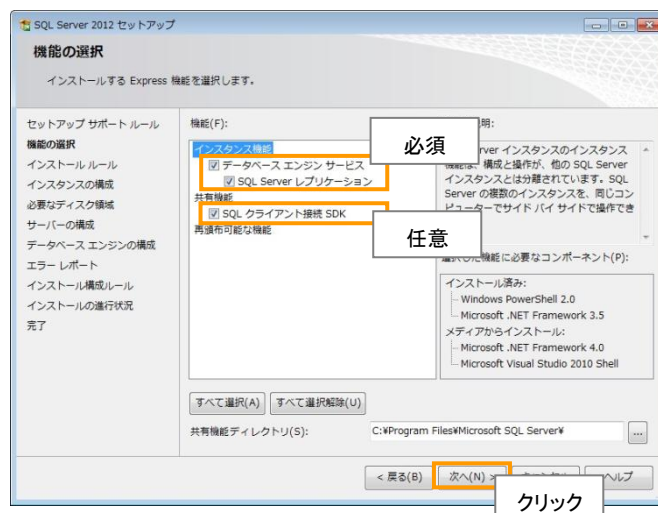 SQL Server 2012 セットアップ
機能の選択
インストールする Express 機能を選択します。
セットアップ サポート ルール
機能の選択
インストール ルール
インスタンスの構成
必要なディスク領域
サーバーの構成
データベース エンジンの構成
エラー レポート
インストール構成ルール
インストールの進行状況
完了
機能(F):
インスタンス機能
データベース エンジン サービス
SQL Server レプリケーション
共有機能
SQL クライアント接続 SDK
再頒布可能な機能
必須
任意
明:
rver インスタンスのインスタンス
機能は、構成と操作が、他の SQL Server
インスタンスとは分離されています。SQL
Server の複数のインスタンスを、同じコン
ピューターでサイド バイ サイドで操作でき
選択した機能に必要なコンポーネント(P):
インストール済み:
Windows PowerShell 2.0
Microsoft .NET Framework 3.5
メディアからインストール:
Microsoft .NET Framework 4.0
Microsoft Visual Studio 2010 Shell
すべて選択(A) すべて選択解除(U)
共有機能ディレクトリ(S): C:¥Program Files¥Microsoft SQL Server¥ ...
< 戻る(B) 次へ(N) > ヘルプ
クリック